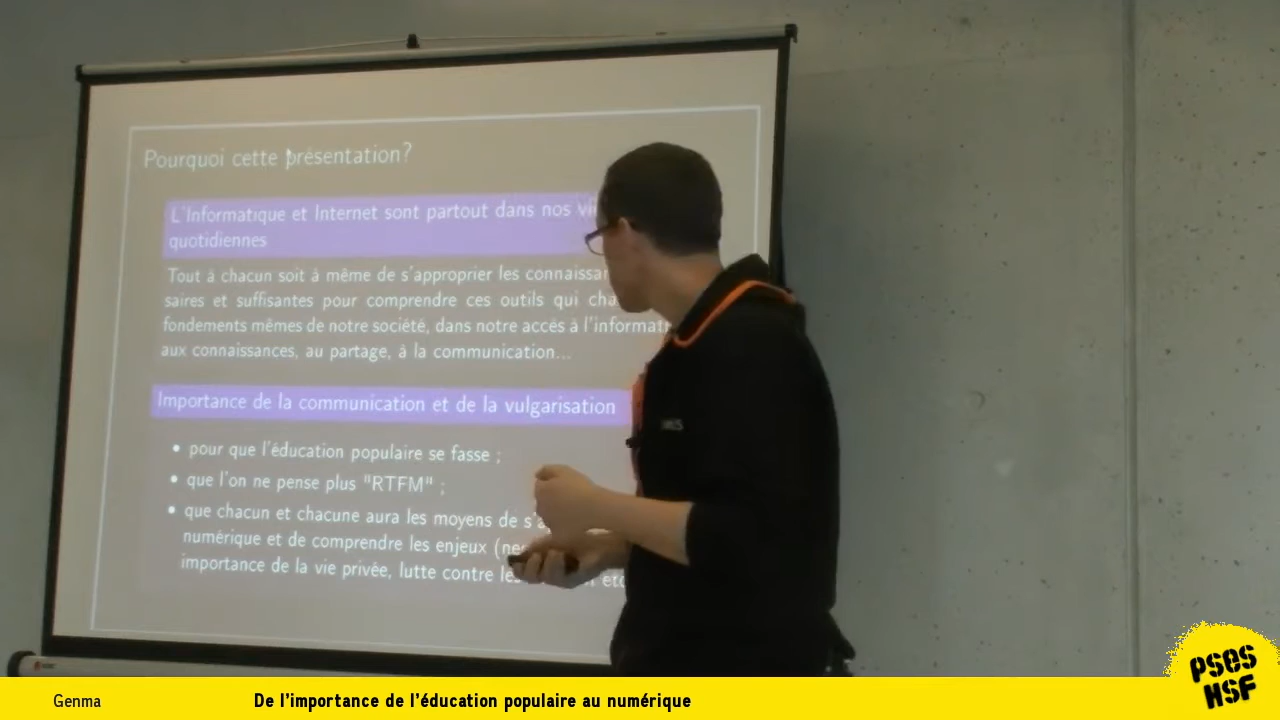 Pourquoi cette présentation?
L'Informatique et Internet sont partout dans nos
quotidiennes
Tout à chacun soit à même de s'approprier les
saires et suffisantes pour comprendre ces outils qui
fondements mêmes de notre société, dans notre accès à
aux connaissances, au partage, à la communication...
Importance de la communication et de la vulgarisation
• pour que l'éducation populaire se fasse ;
• que l'on ne pense plus "RTFM" ;
• que chacun et chacune aura les moyens de
numérique et de comprendre les enjeux
importance de la vie privée, lutte contre
Genma
De l'importance de l'éducation populaire au numérique
PSES
HSF